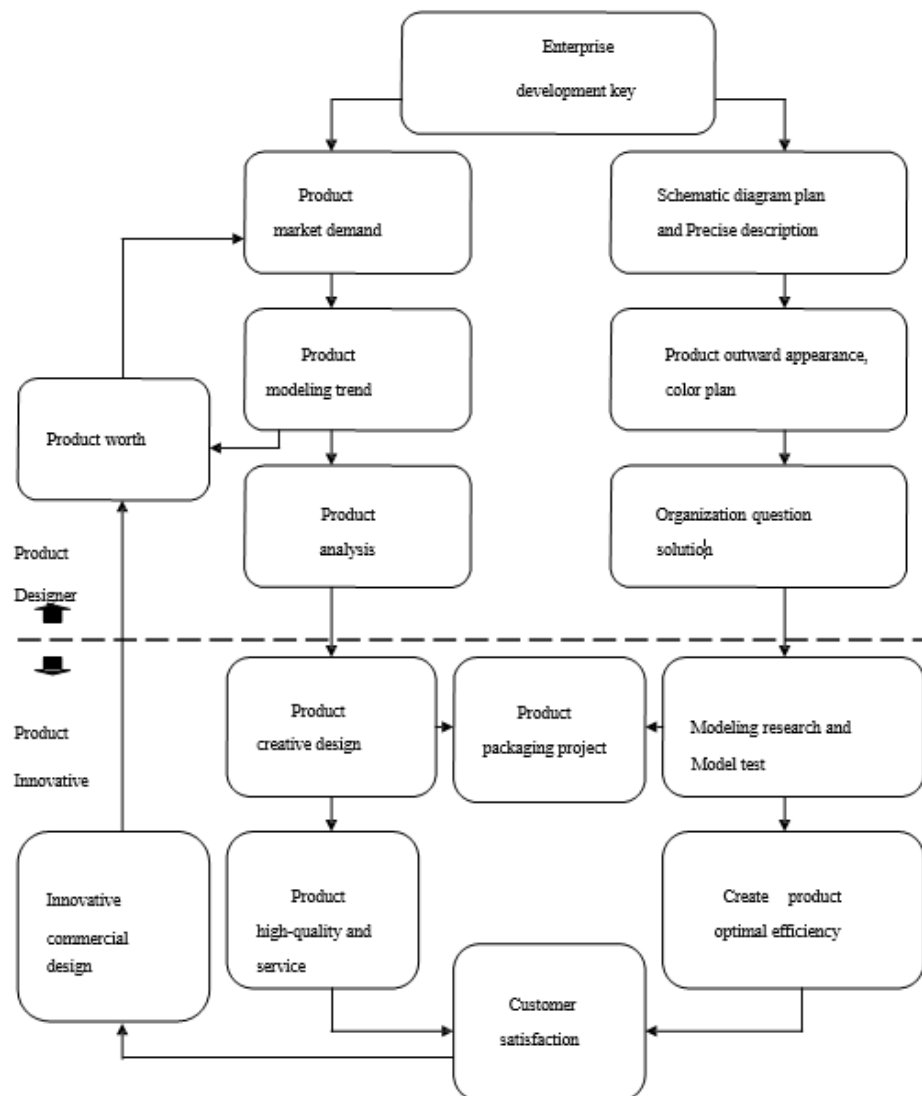 Enterprise
development key
Product
market demand
Schematic diagram plan
and Precise description
Product
modeling trend
Product outward appearance,
color plan
Product worth
Product
analysis
Organization question
solution
Product
Designer
Product
creative design
Product
packaging project
Modeling research and
Model test
Product
Innovative
Innovative
commercial
design
Product
high-quality and
service
Create product
optimal efficiency
Customer
satisfaction